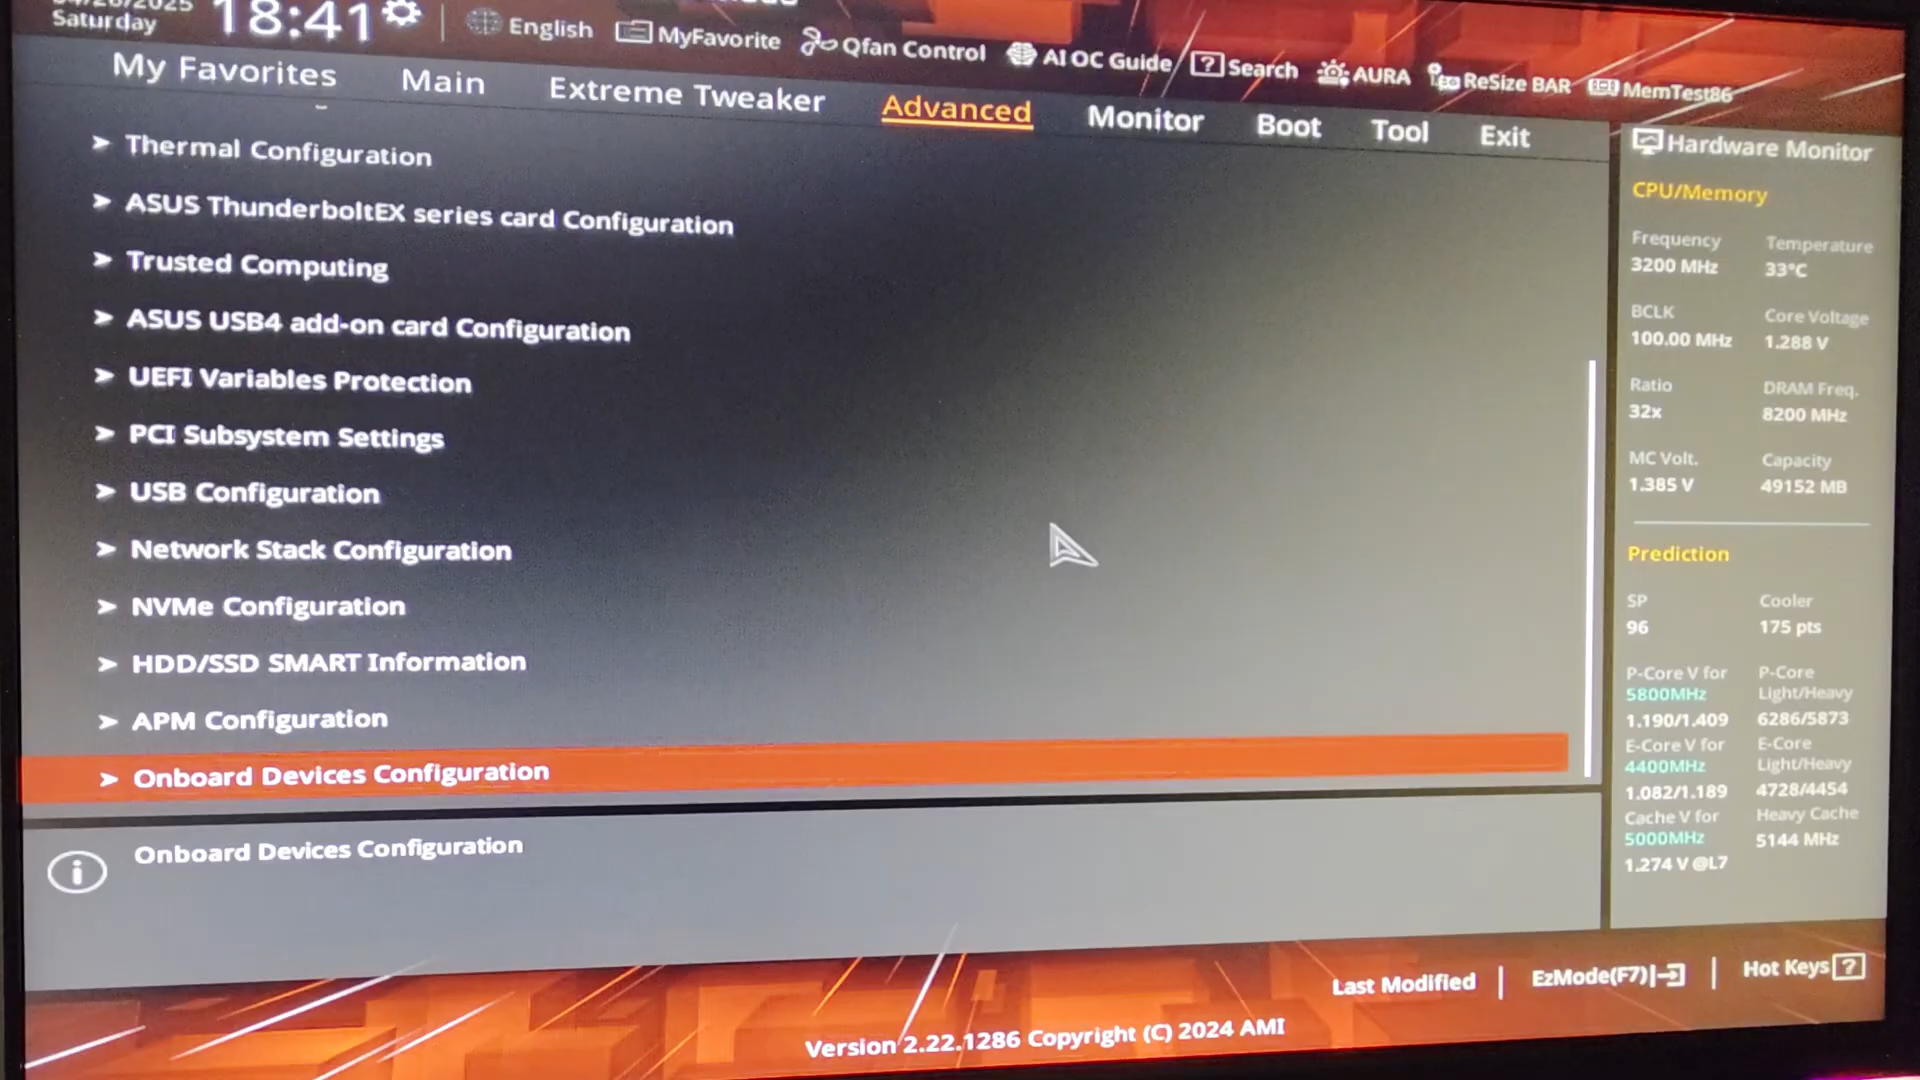 Saturday
18:41
English
MyFavorite
Qfan Control
AI OC Guide
Search
AURA
ReSize BAR
MemTest86
My Favorites
Main
Extreme Tweaker
Advanced
Monitor
Boot
Tool
Exit
Thermal Configuration
ASUS ThunderboltEX series card Configuration
Trusted Computing
ASUS USB4 add-on card Configuration
UEFI Variables Protection
PCI Subsystem Settings
USB Configuration
Network Stack Configuration
NVMe Configuration
HDD/SSD SMART Information
APM Configuration
Onboard Devices Configuration
Onboard Devices Configuration
Hardware Monitor
CPU/Memory
Frequency Temperature
3200 MHz 33°C
BCLK Core Voltage
100.00 MHz 1.288 V
Ratio DRAM Freq.
32x 8200 MHz
MC Volt. Capacity
1.385 V 49152 MB
Prediction
SP Cooler
96 175 pts
P-Core V for P-Core
5800MHz Light/Heavy
1.190/1.409 6286/5873
E-Core V for E-Core
4400MHz Light/Heavy
1.082/1.189 4728/4454
Cache V for Heavy Cache
5000MHz 5144 MHz
1.274 V @L7
Last Modified
EzMode(F7)
Hot Keys ?
Version 2.22.1286 Copyright (C) 2024 AMI